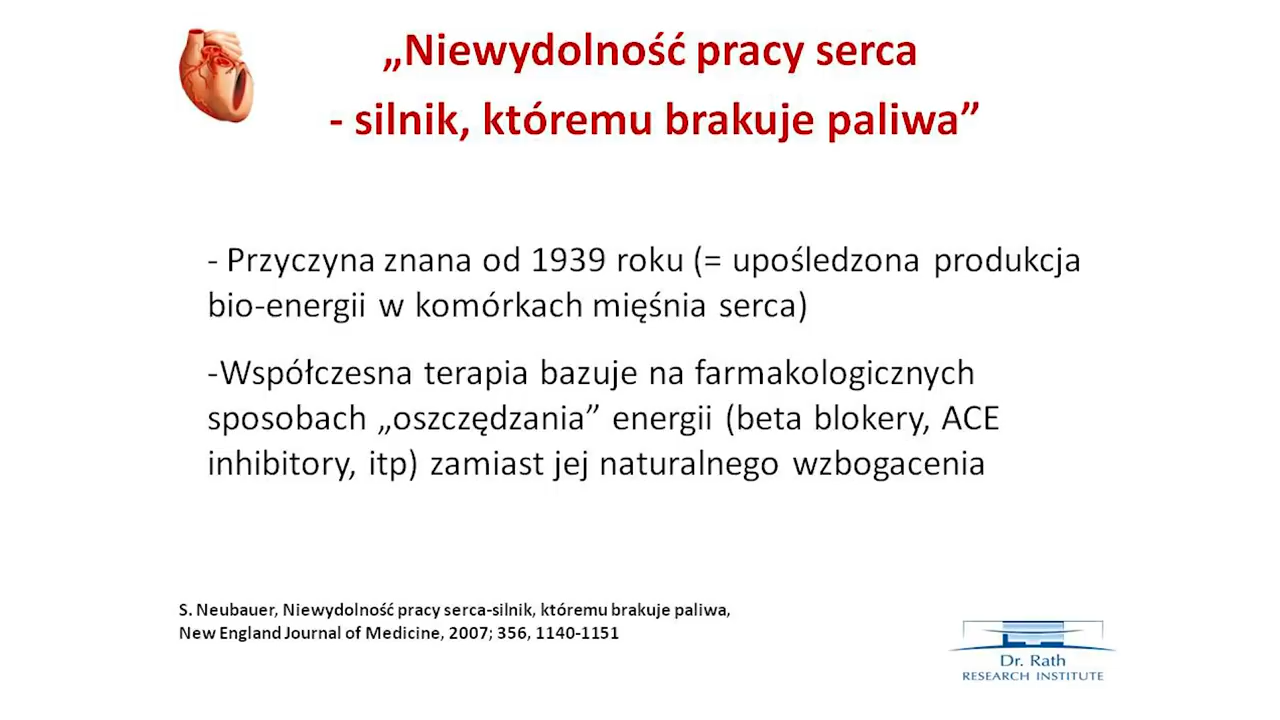 „Niewydolność pracy serca
- silnik, któremu brakuje paliwa”
- Przyczyna znana od 1939 roku (= upośledzona produkcja
bio-energii w komórkach mięśnia serca)
-Współczesna terapia bazuje na farmakologicznych
sposobach „oszczędzania” energii (beta blokery, ACE
inhibitory, itp) zamiast jej naturalnego wzbogacenia
S. Neubauer, Niewydolność pracy serca-silnik, któremu brakuje paliwa,
New England Journal of Medicine, 2007; 356, 1140-1151
Dr. Rath
RESEARCH INSTITUTE